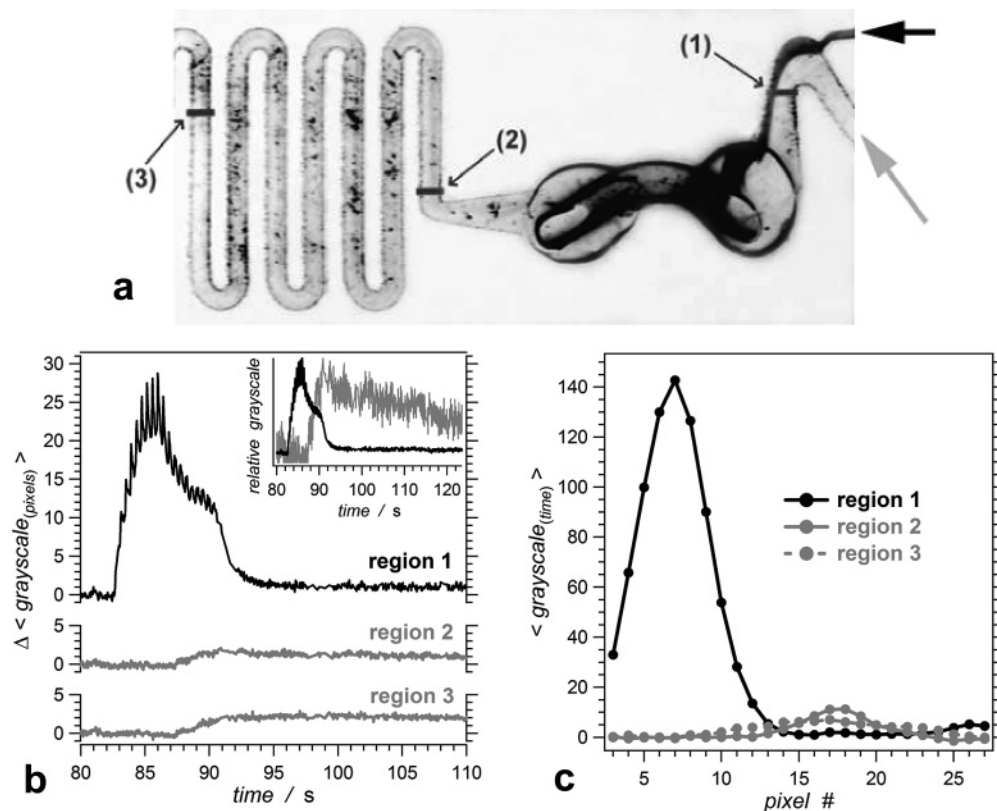 (1)
(2)
(3)
a
30
25
20
15
10
5
0
Δ < grayscale(pixels) >
region 1
relative grayscale
80 90 100 110 120
time / s
5
0
region 2
5
0
region 3
80 85 90 95 100 105 110
time / s
b
140
120
100
80
60
40
20
0
< grayscale(time) >
region 1
region 2
region 3
5 10 15 20 25
pixel #
c